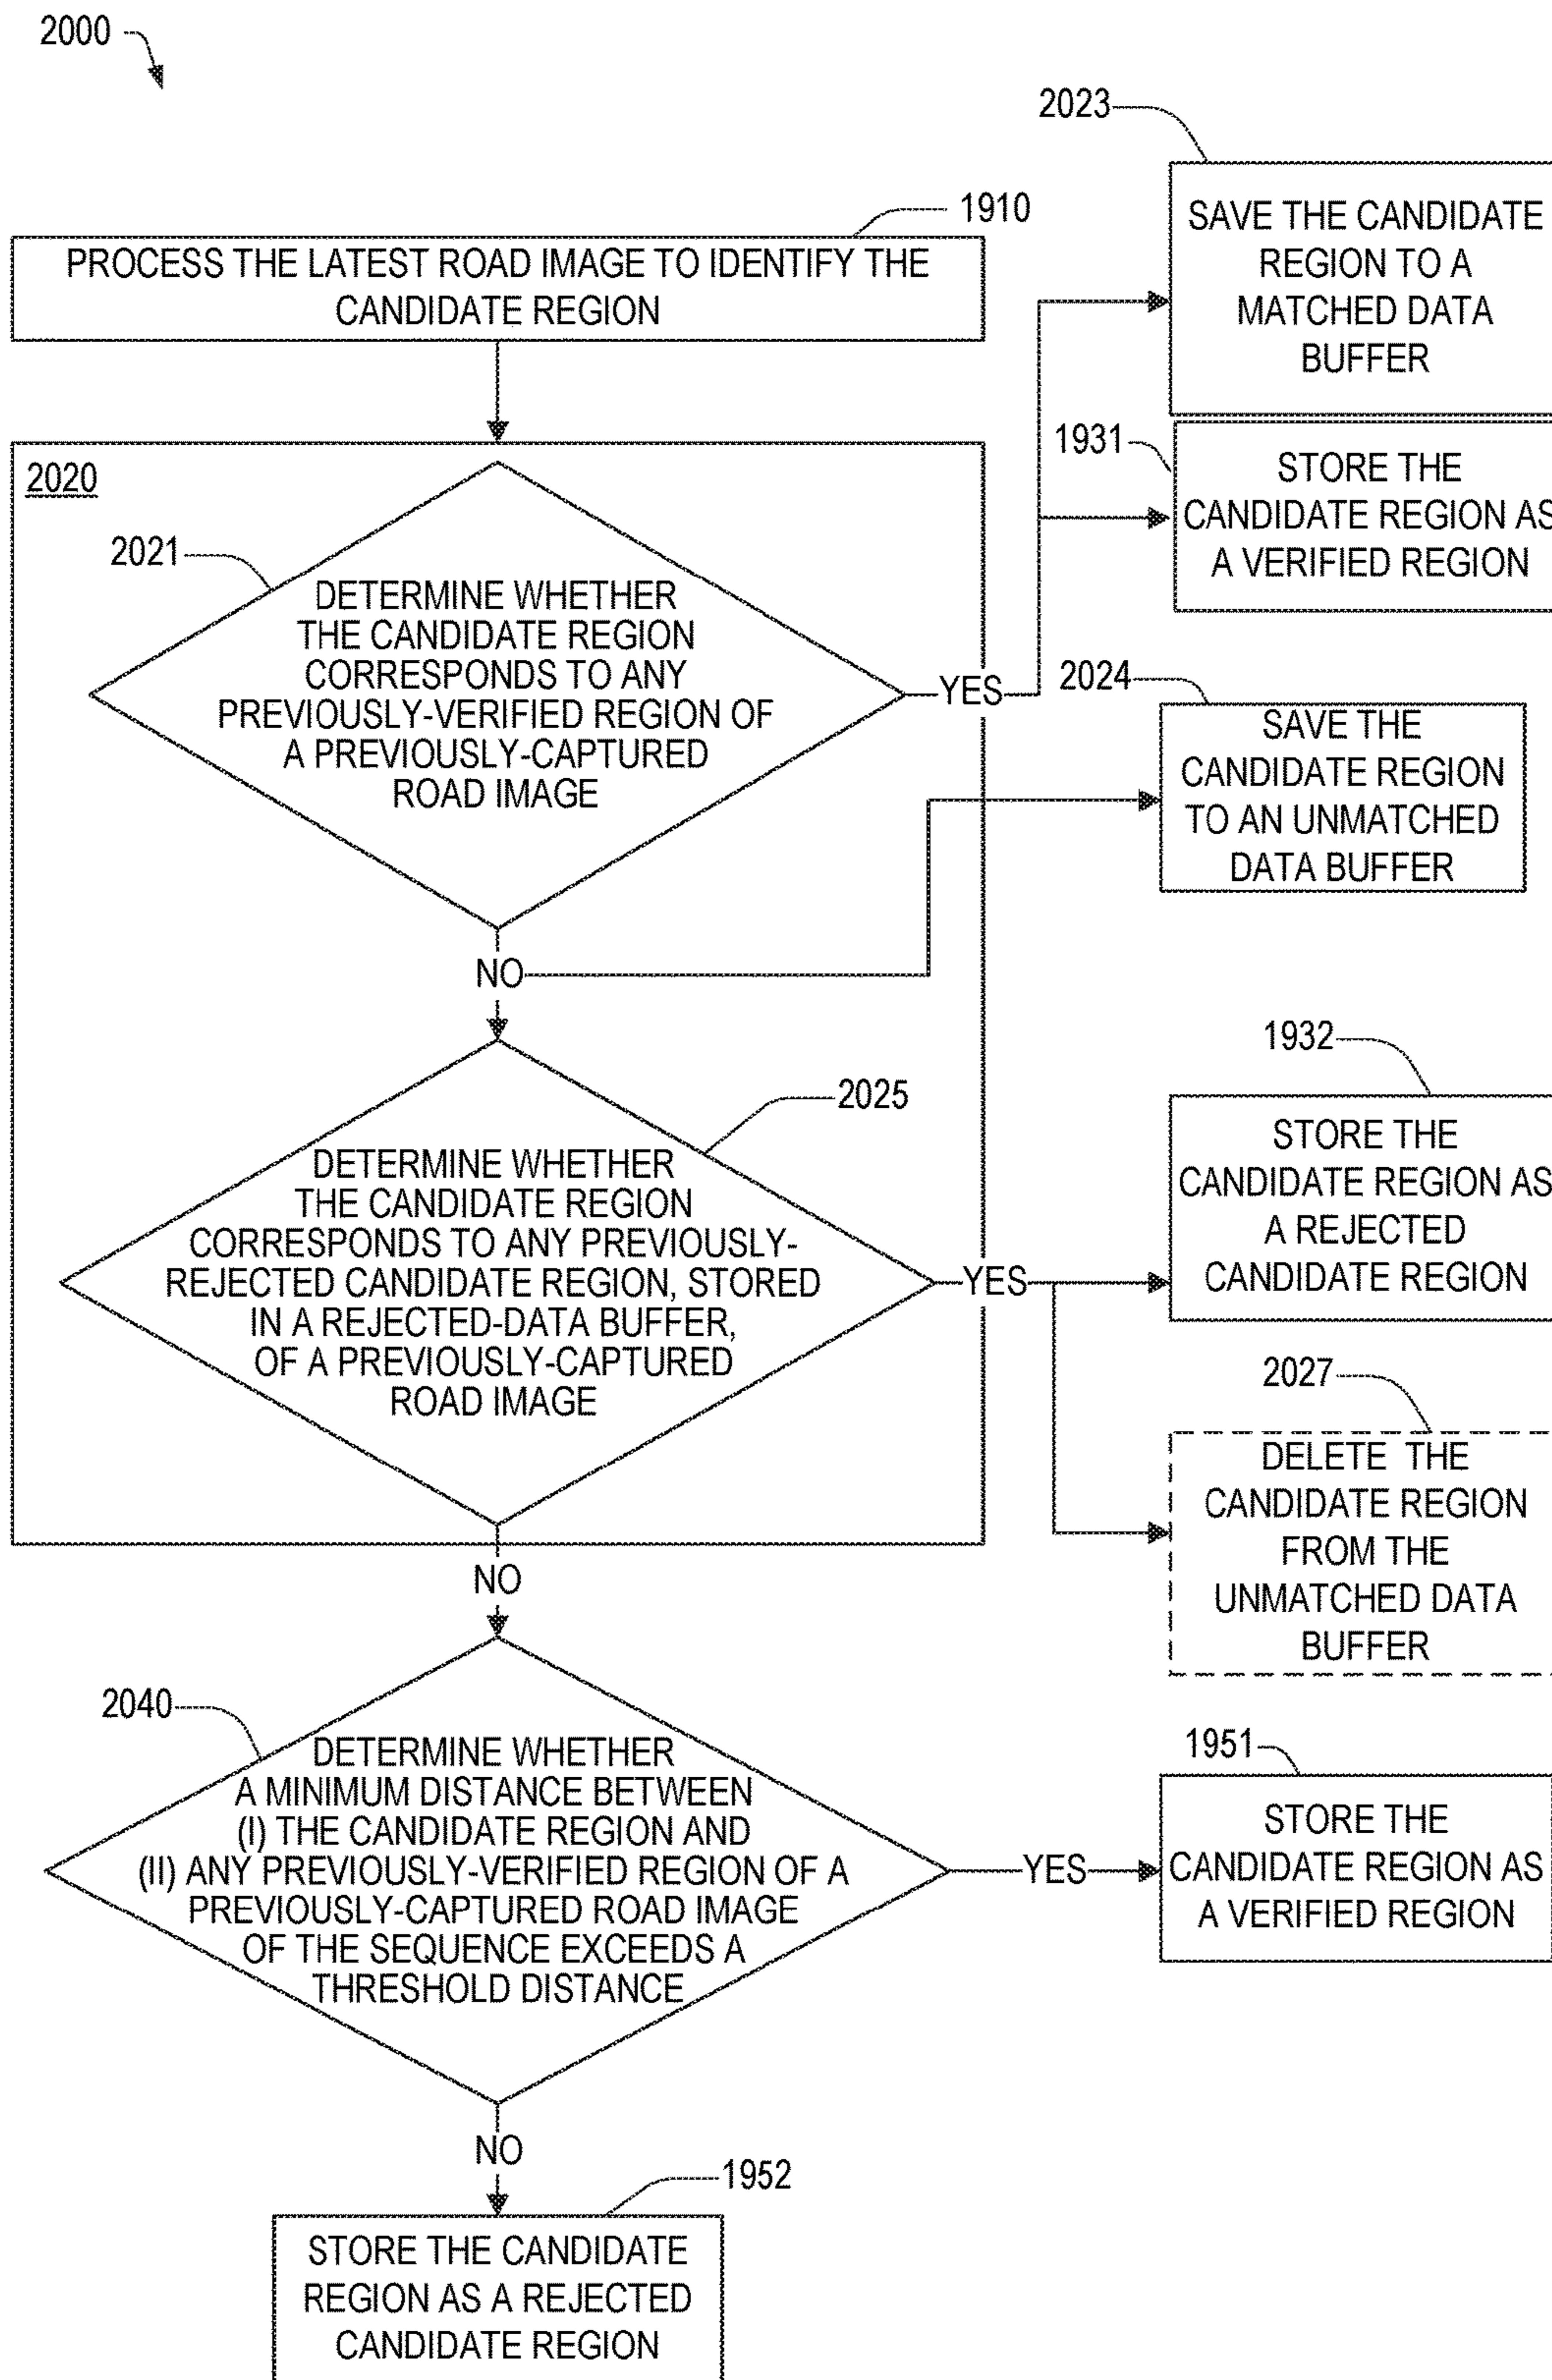 2000
2023
SAVE THE CANDIDATE
REGION TO A
MATCHED DATA
BUFFER
1910
PROCESS THE LATEST ROAD IMAGE TO IDENTIFY THE
CANDIDATE REGION
1931
STORE THE
CANDIDATE REGION AS
A VERIFIED REGION
2020
2021
DETERMINE WHETHER
THE CANDIDATE REGION
CORRESPONDS TO ANY
PREVIOUSLY-VERIFIED REGION OF
A PREVIOUSLY-CAPTURED
ROAD IMAGE
YES
2024
SAVE THE
CANDIDATE REGION
TO AN UNMATCHED
DATA BUFFER
NO
2025
DETERMINE WHETHER
THE CANDIDATE REGION
CORRESPONDS TO ANY PREVIOUSLY-
REJECTED CANDIDATE REGION, STORED
IN A REJECTED-DATA BUFFER,
OF A PREVIOUSLY-CAPTURED
ROAD IMAGE
YES
1932
STORE THE
CANDIDATE REGION AS
A REJECTED
CANDIDATE REGION
2027
DELETE THE
CANDIDATE REGION
FROM THE
UNMATCHED DATA
BUFFER
NO
2040
DETERMINE WHETHER
A MINIMUM DISTANCE BETWEEN
(I) THE CANDIDATE REGION AND
(II) ANY PREVIOUSLY-VERIFIED REGION OF A
PREVIOUSLY-CAPTURED ROAD IMAGE
OF THE SEQUENCE EXCEEDS A
THRESHOLD DISTANCE
YES
1951
STORE THE
CANDIDATE REGION AS
A VERIFIED REGION
NO
1952
STORE THE CANDIDATE
REGION AS A REJECTED
CANDIDATE REGION